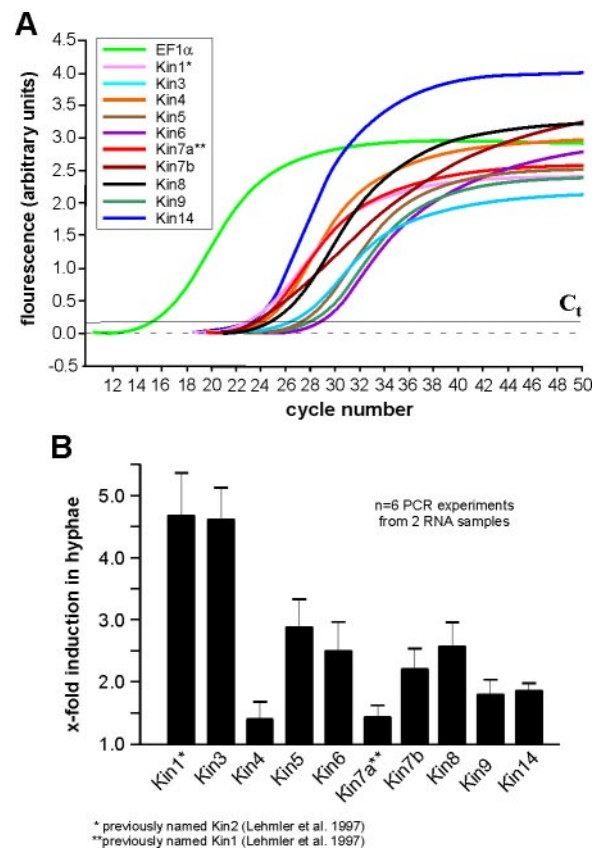 A
flourescence (arbitrary units)
4.5
4.0
3.5
3.0
2.5
2.0
1.5
1.0
0.5
0.0
-0.5
EF1α
Kin1*
Kin3
Kin4
Kin5
Kin6
Kin7a**
Kin7b
Kin8
Kin9
Kin14
Ct
12 14 16 18 20 22 24 26 28 30 32 34 36 38 40 42 44 46 48 50
cycle number
B
x-fold induction in hyphae
5.0
4.0
3.0
2.0
1.0
n=6 PCR experiments
from 2 RNA samples
Kin1* Kin3 Kin4 Kin5 Kin6 Kin7a** Kin7b Kin8 Kin9 Kin14
* previously named Kin2 (Lehmler et al. 1997)
**previously named Kin1 (Lehmler et al. 1997)